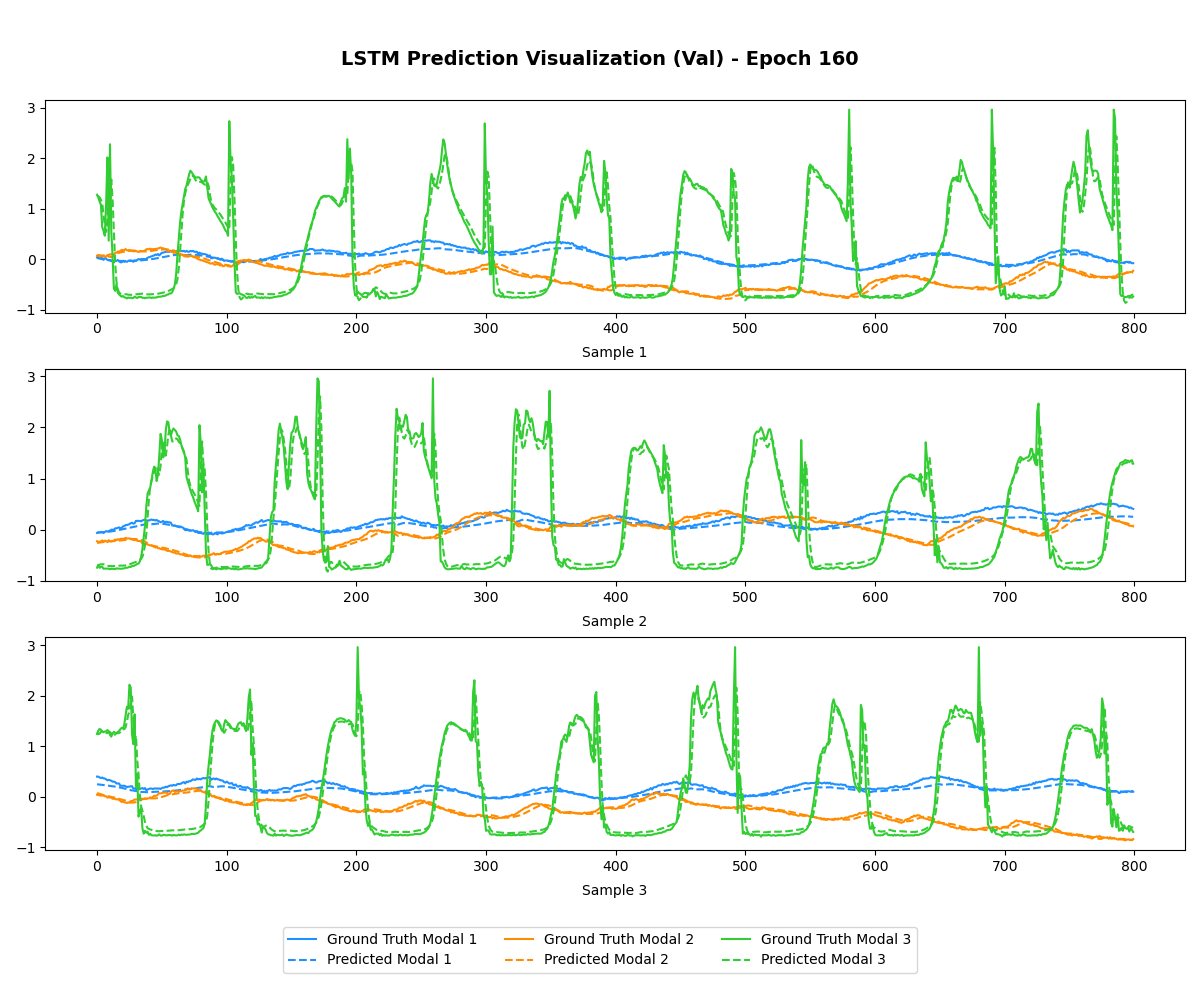 LSTM Prediction Visualization (Val) - Epoch 160
3
2
1
0
−1
0 100 200 300 400 500 600 700 800
Sample 1
3
2
1
0
−1
0 100 200 300 400 500 600 700 800
Sample 2
3
2
1
0
−1
0 100 200 300 400 500 600 700 800
Sample 3
Ground Truth Modal 1 Ground Truth Modal 2 Ground Truth Modal 3
Predicted Modal 1 Predicted Modal 2 Predicted Modal 3